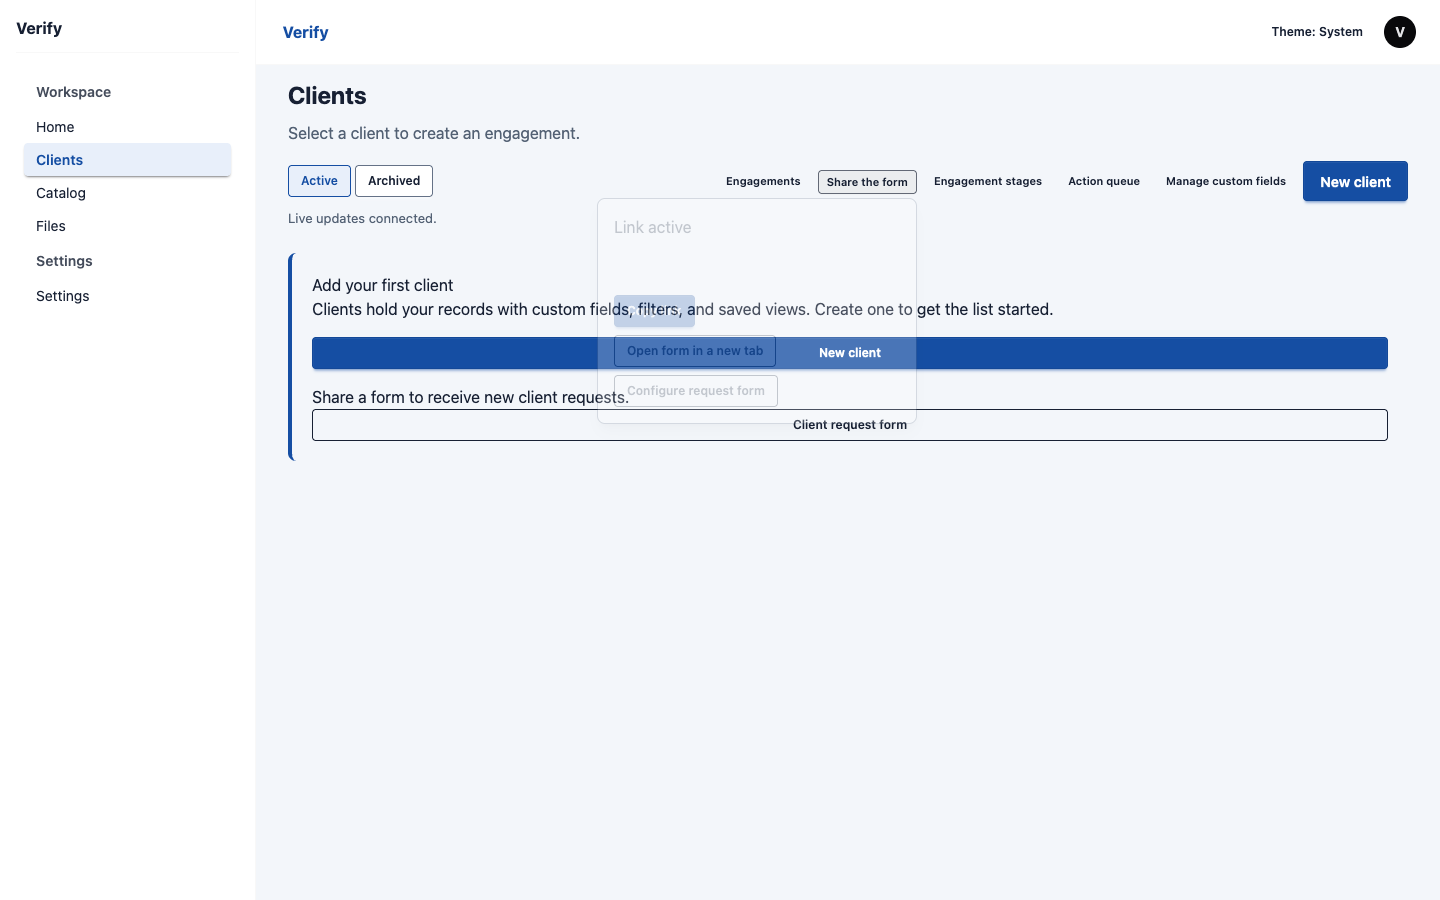 Verify
Workspace
Home
Clients
Catalog
Files
Settings
Settings
Verify
Theme: System
V
Clients
Select a client to create an engagement.
Active
Archived
Engagements
Share the form
Engagement stages
Action queue
Manage custom fields
New client
Live updates connected.
Link active
Add your first client
Clients hold your records with custom fields, filters, and saved views. Create one to get the list started.
Open form in a new tab
New client
Configure request form
Share a form to receive new client requests.
Client request form